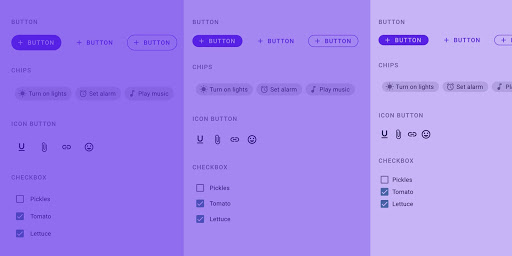 BUTTON
+ BUTTON + BUTTON + BUTTON
CHIPS
Turn on lights Set alarm Play music
ICON BUTTON
CHECKBOX
Pickles
Tomato
Lettuce
BUTTON
+ BUTTON + BUTTON + BUTTON
CHIPS
Turn on lights Set alarm Play music
ICON BUTTON
CHECKBOX
Pickles
Tomato
Lettuce
BUTTON
+ BUTTON + BUTTON +
CHIPS
Turn on lights Set alarm Pl
ICON BUTTON
CHECKBOX
Pickles
Tomato
Lettuce